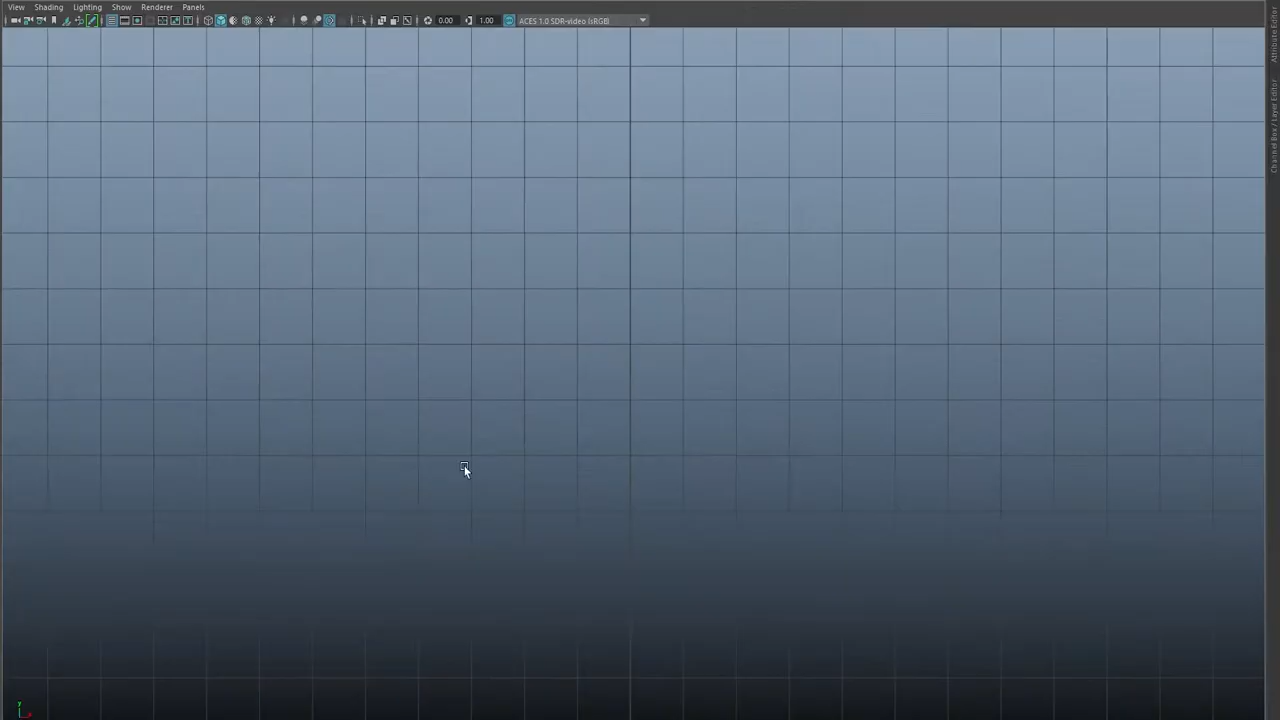 View Shading Lighting Show Renderer Panels
0.00 1.00 ACES 1.0 SDR-video (sRGB)
Attribute Editor
Channel Box / Layer Editor
y
x